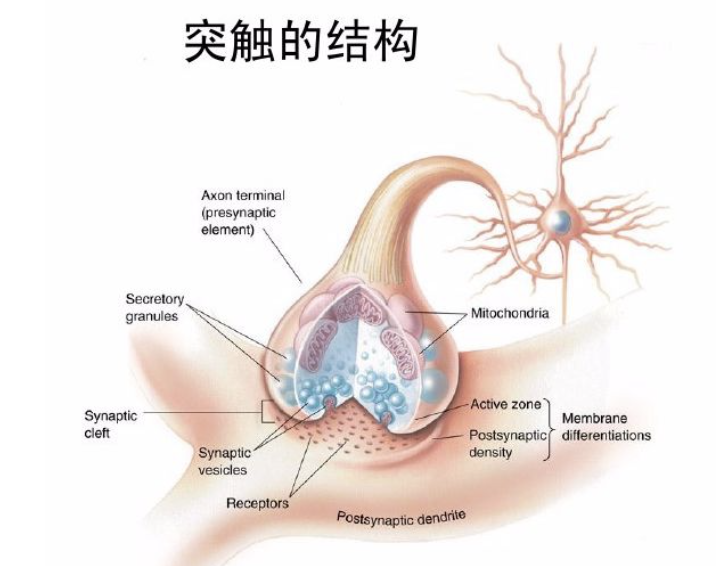 突触的结构
Axon terminal
(presynaptic
element)
Secretory
granules
Mitochondria
Synaptic
cleft
Active zone
Postsynaptic
density
Membrane
differentiations
Synaptic
vesicles
Receptors
Postsynaptic dendrite